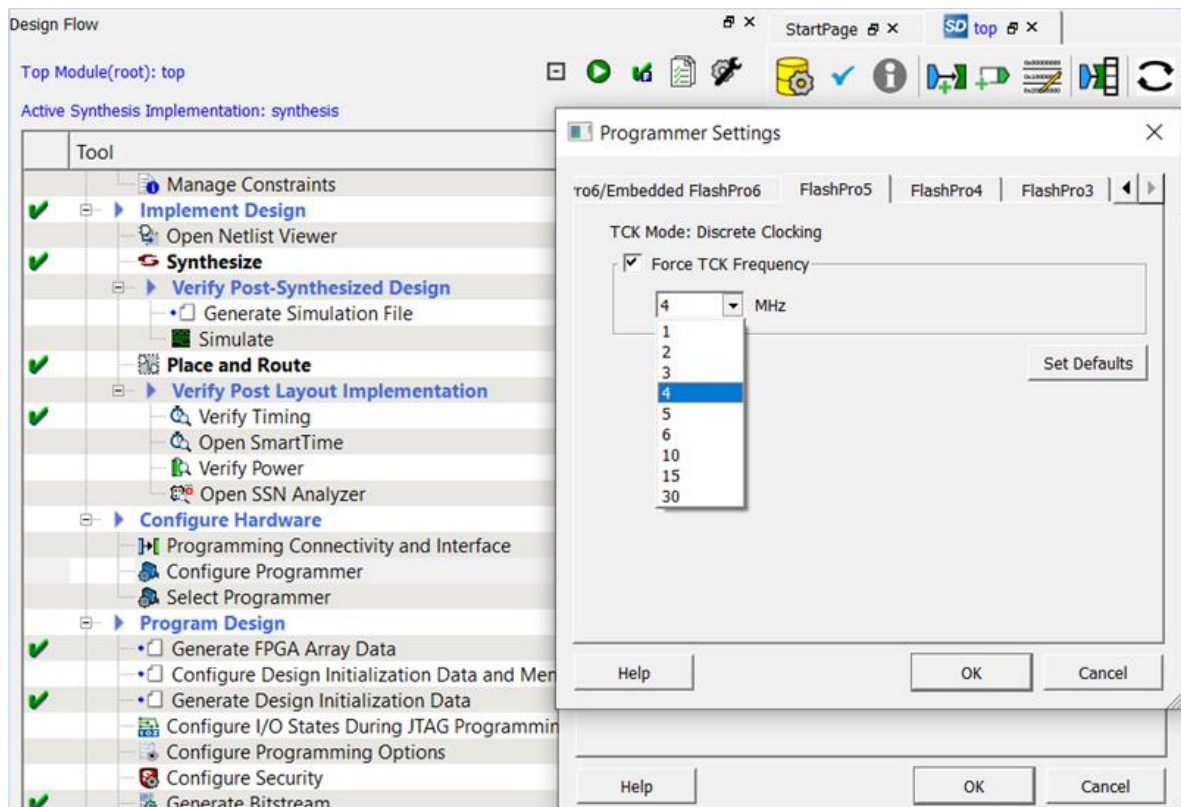 Design Flow
StartPage
SD top
Top Module(root): top
Active Synthesis Implementation: synthesis
Tool
Manage Constraints
Implement Design
Open Netlist Viewer
Synthesize
Verify Post-Synthesized Design
Generate Simulation File
Simulate
Place and Route
Verify Post Layout Implementation
Verify Timing
Open SmartTime
Verify Power
Open SSN Analyzer
Configure Hardware
Programming Connectivity and Interface
Configure Programmer
Select Programmer
Program Design
Generate FPGA Array Data
Configure Design Initialization Data and Mer
Generate Design Initialization Data
Configure I/O States During JTAG Programmin
Configure Programming Options
Configure Security
Generate Bitstream
Programmer Settings
ro6/Embedded FlashPro6 FlashPro5 FlashPro4 FlashPro3
TCK Mode: Discrete Clocking
Force TCK Frequency
4 MHz
1
2
3
4
5
6
10
15
30
Set Defaults
Help OK Cancel
Help OK Cancel